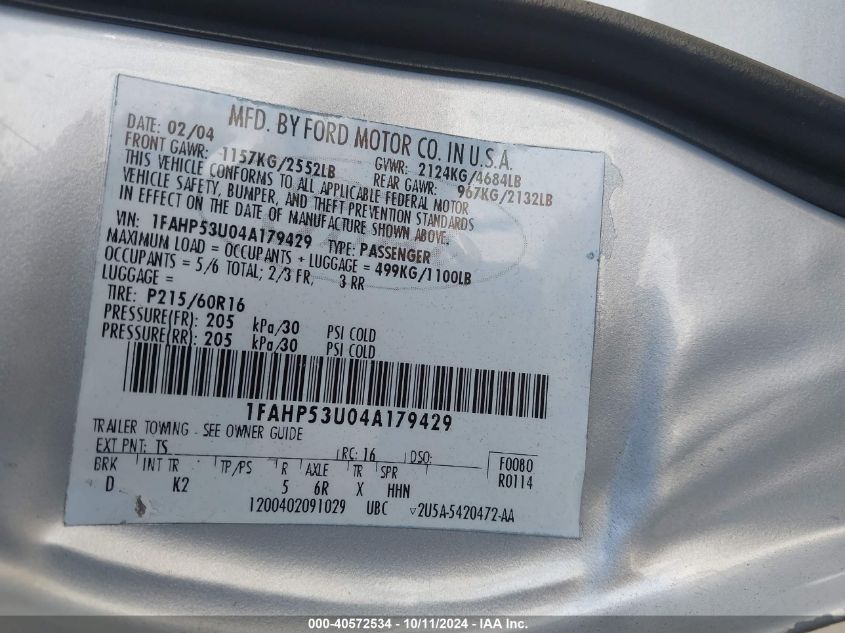 DATE: 02/04 MFD. BY FORD MOTOR CO. IN U.S.A.
FRONT GAWR: 1157KG/2552LB GVWR: 2124KG/4684LB
REAR GAWR: 967KG/2132LB
THIS VEHICLE CONFORMS TO ALL APPLICABLE FEDERAL MOTOR
VEHICLE SAFETY, BUMPER, AND THEFT PREVENTION STANDARDS
IN EFFECT ON THE DATE OF MANUFACTURE SHOWN ABOVE.
VIN: 1FAHP53U04A179429 TYPE: PASSENGER
MAXIMUM LOAD = OCCUPANTS + LUGGAGE = 499KG/1100LB
OCCUPANTS = 5/6 TOTAL; 2/3 FR, 3 RR
LUGGAGE =
TIRE: P215/60R16
PRESSURE(FR): 205 kPa/30 PSI COLD
PRESSURE(RR): 205 kPa/30 PSI COLD
1FAHP53U04A179429
TRAILER TOWING - SEE OWNER GUIDE
EXT PNT: TS RC: 16 DSO: F0080
BRK INT TR TP/PS R AXLE TR SPR R0114
D K2 5 6R X HHN
1200402091029 UBC 2U5A-5420472-AA
000-40572534 - 10/11/2024 - IAA Inc.